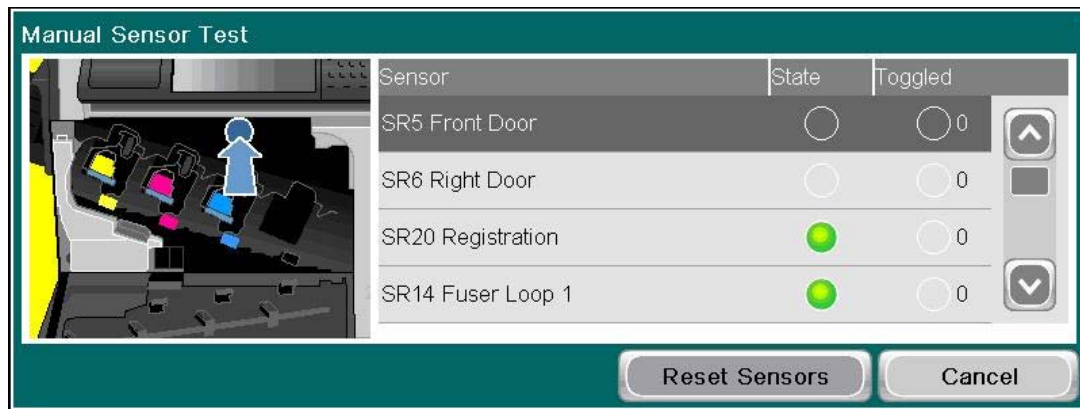 Manual Sensor Test
Sensor State Toggled
SR5 Front Door 0
SR6 Right Door 0
SR20 Registration 0
SR14 Fuser Loop 1 0
Reset Sensors Cancel